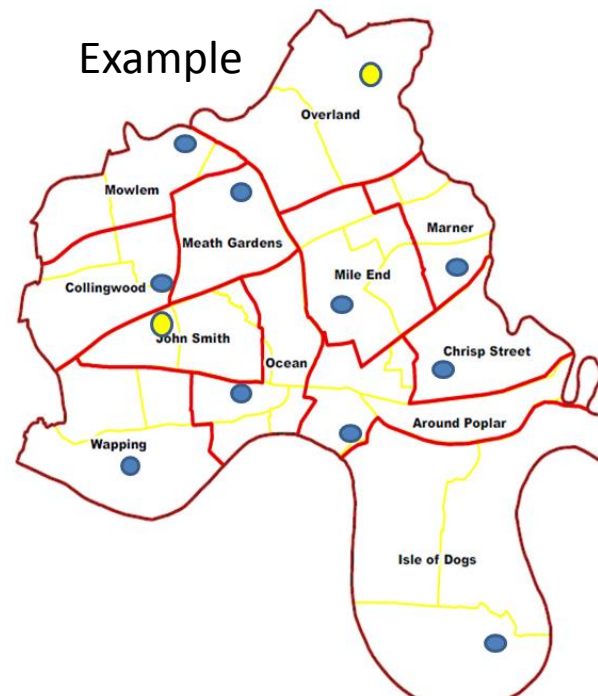 Example
Overland
Mowlem
Marner
Meath Gardens
Mile End
Collingwood
John Smith
Chrisp Street
Ocean
Around Poplar
Wapping
Isle of Dogs